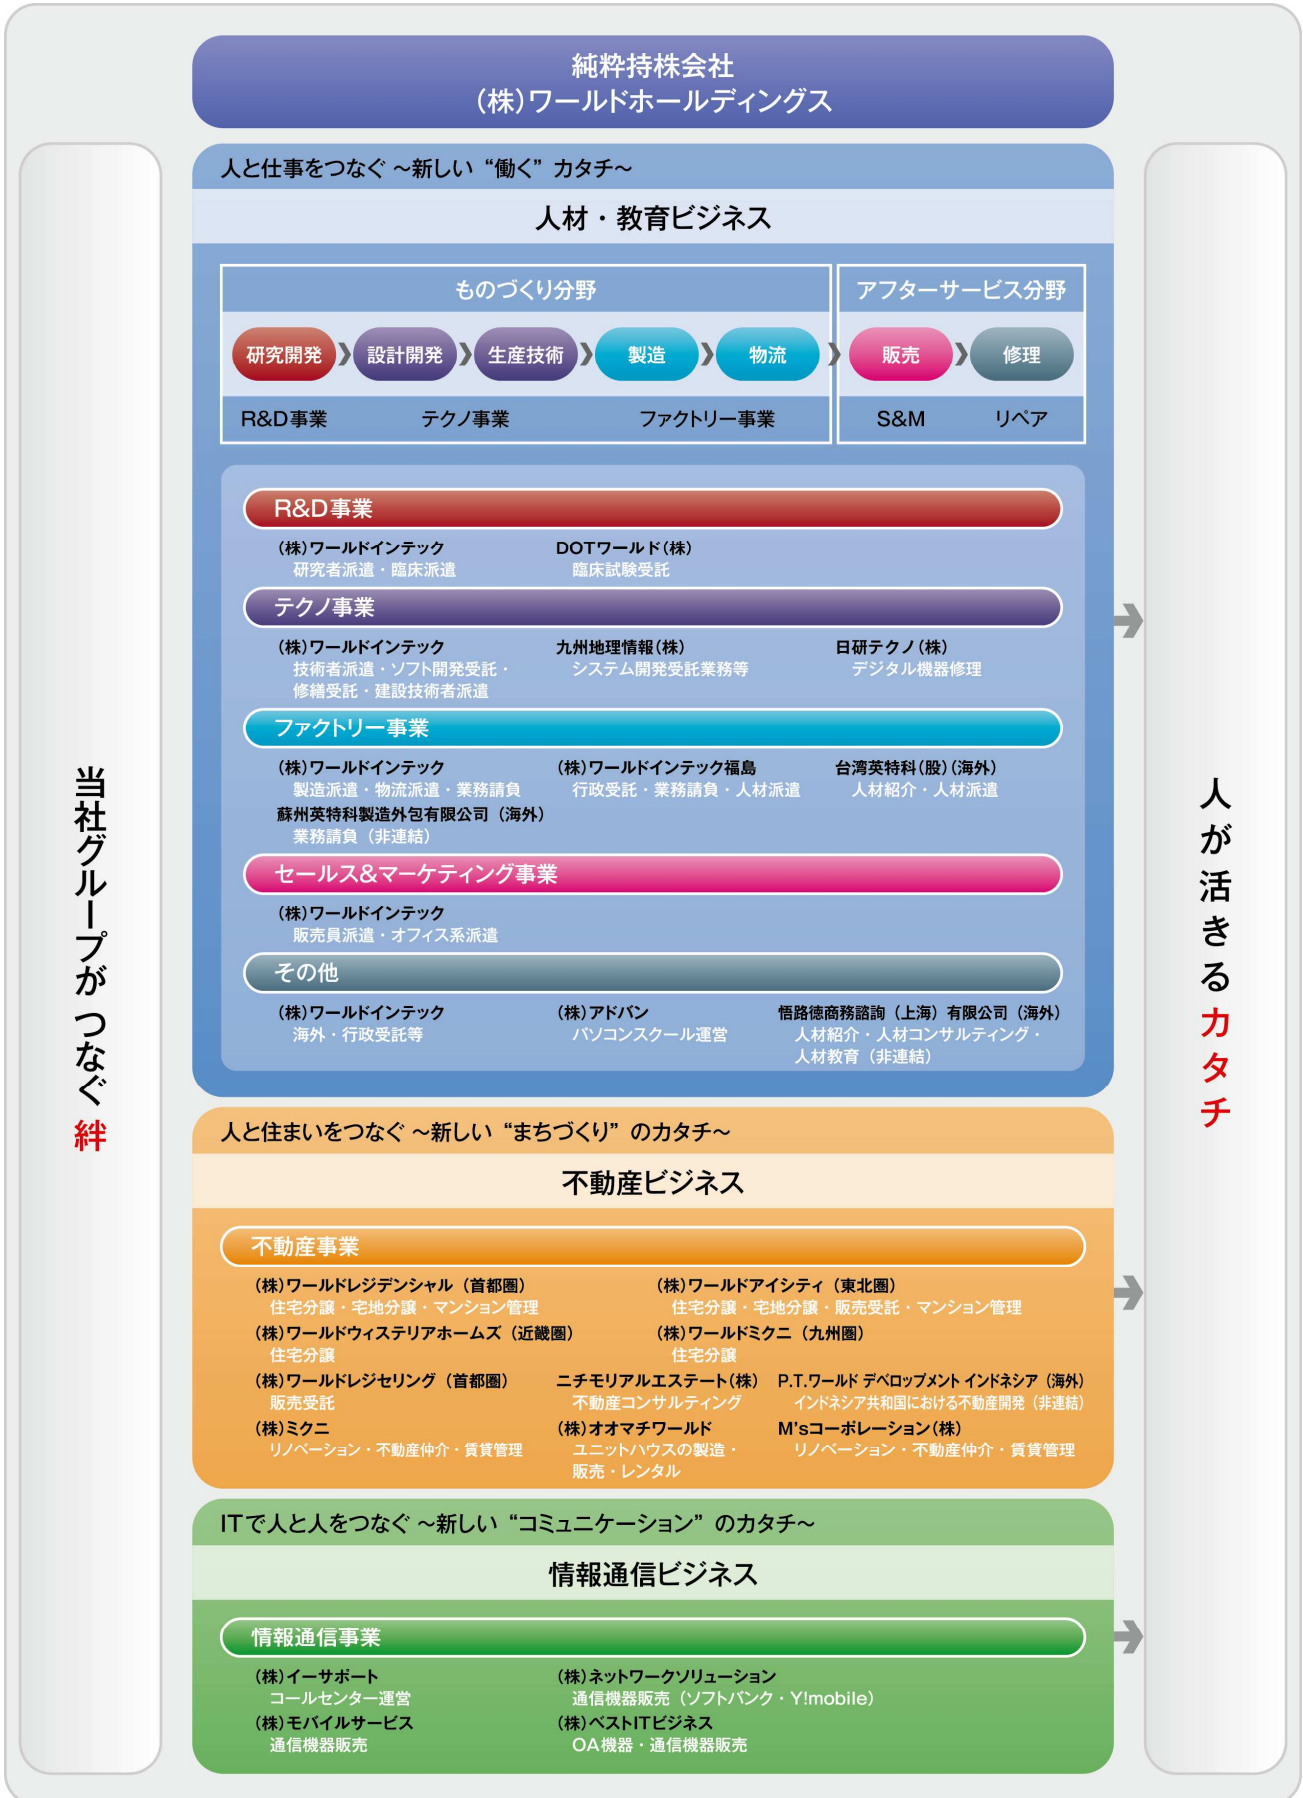 純粋持株会社
(株)ワールドホールディングス
当社グループがつなぐ絆
人と仕事をつなぐ ～新しい “働く” カタチ～
人材・教育ビジネス
ものづくり分野
アフターサービス分野
研究開発 設計開発 生産技術 製造 物流 販売 修理
R&D事業 テクノ事業 ファクトリー事業 S&M リペア
R&D事業
(株)ワールドインテック DOTワールド(株)
研究者派遣・臨床派遣 臨床試験受託
テクノ事業
(株)ワールドインテック 九州地理情報(株) 日研テクノ(株)
技術者派遣・ソフト開発受託・ システム開発受託業務等 デジタル機器修理
修繕受託・建設技術者派遣
ファクトリー事業
(株)ワールドインテック (株)ワールドインテック福島 台湾英特科(股)(海外)
製造派遣・物流派遣・業務請負 行政受託・業務請負・人材派遣 人材紹介・人材派遣
蘇州英特科製造外包有限公司（海外）
業務請負（非連結）
セールス&マーケティング事業
(株)ワールドインテック
販売員派遣・オフィス系派遣
その他
(株)ワールドインテック (株)アドバン 悟路徳商務諮詢（上海）有限公司（海外）
海外・行政受託等 パソコンスクール運営 人材紹介・人材コンサルティング・
人材教育（非連結）
人と住まいをつなぐ ～新しい “まちづくり” のカタチ～
不動産ビジネス
不動産事業
(株)ワールドレジデンシャル（首都圏） (株)ワールドアイシティ（東北圏）
住宅分譲・宅地分譲・マンション管理 住宅分譲・宅地分譲・販売受託・マンション管理
(株)ワールドウィステリアホームズ（近畿圏） (株)ワールドミクニ（九州圏）
住宅分譲 住宅分譲
(株)ワールドレジセリング（首都圏） ニチモリアルエステート(株) P.T.ワールド デベロップメント インドネシア（海外）
販売受託 不動産コンサルティング インドネシア共和国における不動産開発（非連結）
(株)ミクニ (株)オオマチワールド M'sコーポレーション(株)
リノベーション・不動産仲介・賃貸管理 ユニットハウスの製造・ リノベーション・不動産仲介・賃貸管理
販売・レンタル
ITで人と人をつなぐ ～新しい “コミュニケーション” のカタチ～
情報通信ビジネス
情報通信事業
(株)イーサポート (株)ネットワークソリューション
コールセンター運営 通信機器販売（ソフトバンク・Y!mobile）
(株)モバイルサービス (株)ベストITビジネス
通信機器販売 OA機器・通信機器販売
人が活きるカタチ